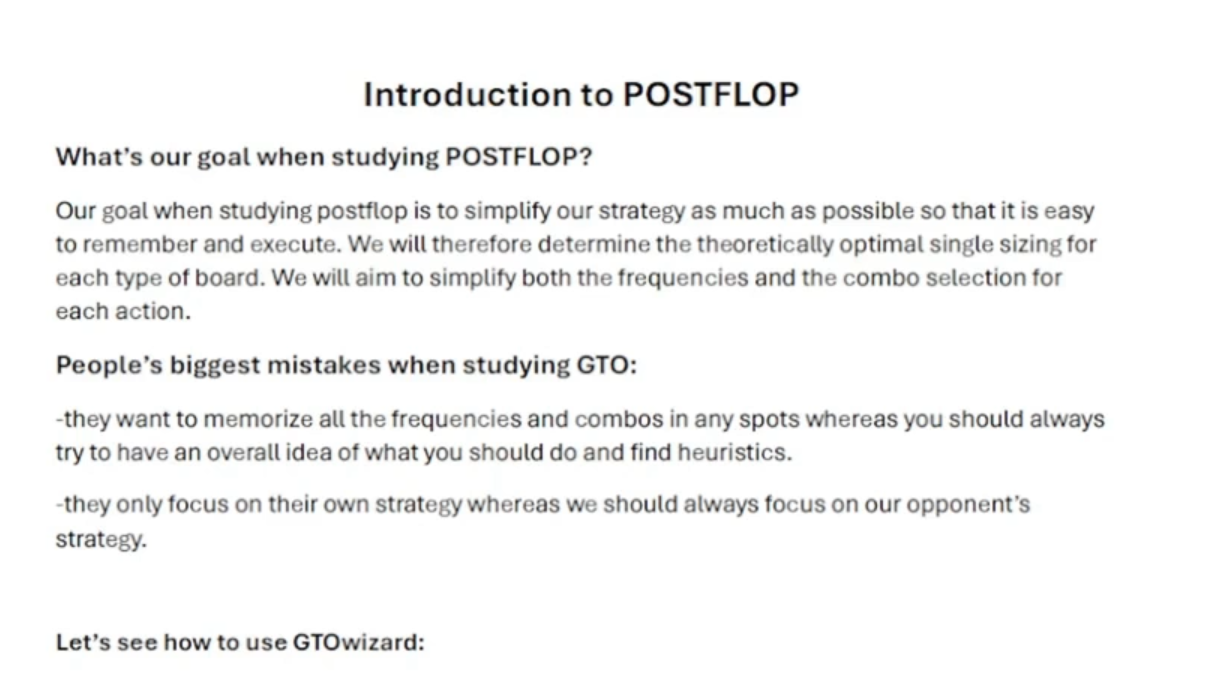 Introduction to POSTFLOP
What's our goal when studying POSTFLOP?
Our goal when studying postflop is to simplify our strategy as much as possible so that it is easy
to remember and execute. We will therefore determine the theoretically optimal single sizing for
each type of board. We will aim to simplify both the frequencies and the combo selection for
each action.
People's biggest mistakes when studying GTO:
-they want to memorize all the frequencies and combos in any spots whereas you should always
try to have an overall idea of what you should do and find heuristics.
-they only focus on their own strategy whereas we should always focus on our opponent's
strategy.
Let's see how to use GTOwizard: